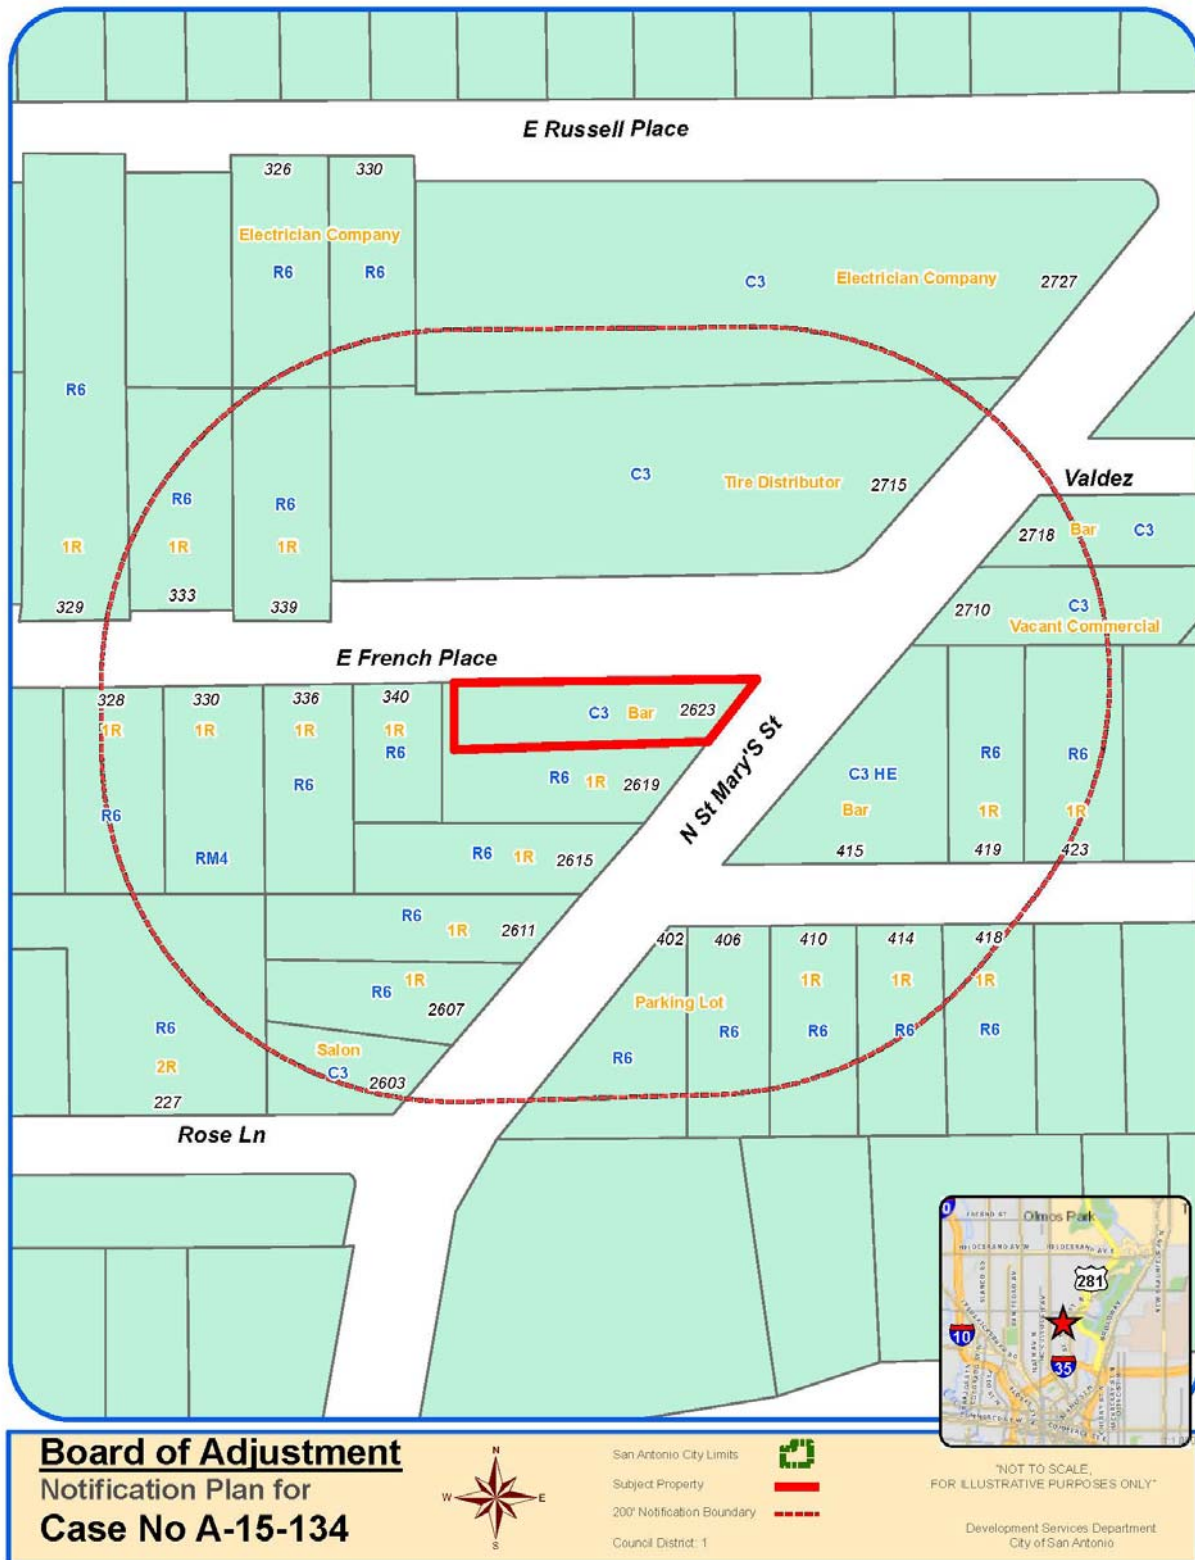 E Russell Place
326
330
Electrician Company
R6
R6
C3
Electrician Company
2727
R6
C3
Tire Distributor
2715
Valdez
R6
R6
2718
Bar
C3
1R
1R
1R
329
333
339
2710
C3
Vacant Commercial
E French Place
328
330
336
340
C3
Bar
2623
1R
1R
1R
1R
R6
R6
R6
1R
2619
N St Mary'S St
C3 HE
R6
R6
R6
Bar
1R
1R
RM4
R6
1R
2615
415
419
423
R6
1R
2611
402
406
410
414
418
R6
1R
2607
Parking Lot
1R
1R
1R
R6
R6
R6
R6
R6
R6
2R
Salon
C3
2603
227
Rose Ln
Olmos Park
HILDEBRAND AV W
HILDEBRAND AV E
281
10
35
BROADWAY
Board of Adjustment
Notification Plan for
Case No A-15-134
N
W
E
S
San Antonio City Limits
Subject Property
200' Notification Boundary
Council District: 1
"NOT TO SCALE,
FOR ILLUSTRATIVE PURPOSES ONLY"
Development Services Department
City of San Antonio